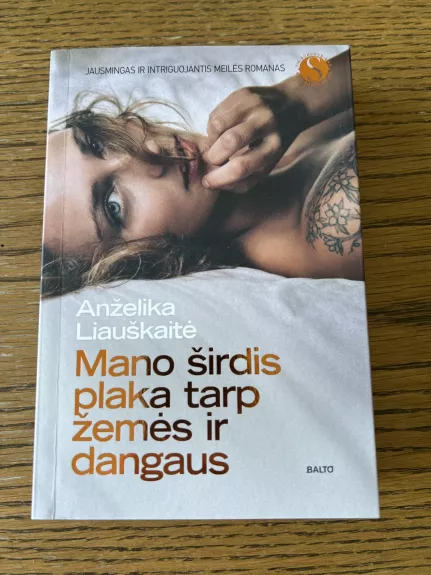 JAUSMINGAS IR INTRIGUOJANTIS MEILĖS ROMANAS
Anželika
Liauškaitė
Mano širdis
plaka tarp
žemės ir
dangaus
BALTO